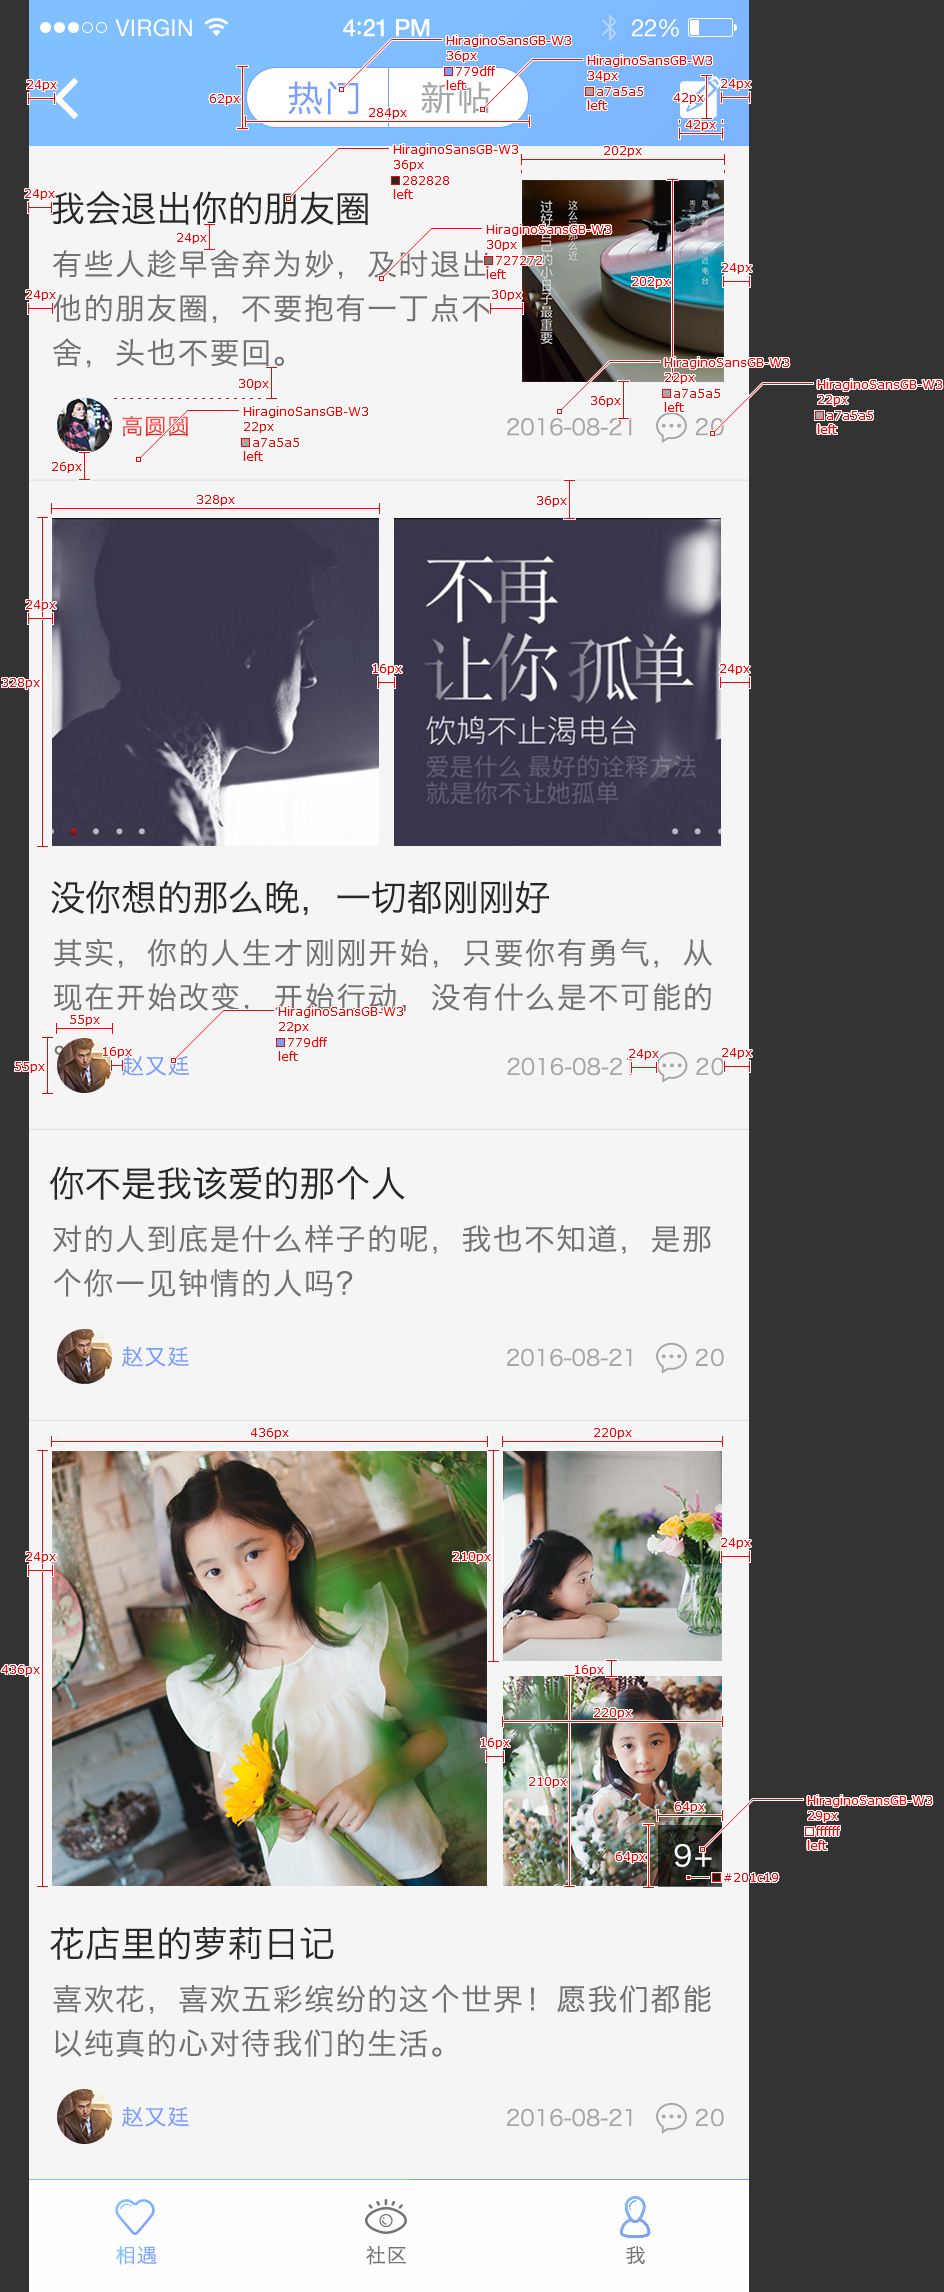 VIRGIN
4:21 PM
22%
热门
新帖
HiraginoSansGB-W3
36px
779dff
left
HiraginoSansGB-W3
34px
a7a5a5
left
24px
62px
284px
42px
42px
24px
HiraginoSansGB-W3
36px
282828
left
202px
24px
我会退出你的朋友圈
24px
有些人趁早舍弃为妙，及时退出
他的朋友圈，不要抱有一丁点不
舍，头也不要回。
HiraginoSansGB-W3
30px
727272
left
过好自己的小日子最重要
这么近那么近
202px
24px
24px
30px
30px
36px
HiraginoSansGB-W3
22px
a7a5a5
left
HiraginoSansGB-W3
22px
a7a5a5
left
高圆圆
HiraginoSansGB-W3
22px
a7a5a5
left
2016-08-21
20
26px
328px
36px
24px
328px
16px
24px
不再
让你孤单
饮鸠不止渴电台
爱是什么 最好的诠释方法
就是你不让她孤单
没你想的那么晚，一切都刚刚好
其实，你的人生才刚刚开始，只要你有勇气，从
现在开始改变，开始行动，没有什么是不可能的
HiraginoSansGB-W3
22px
779dff
left
55px
55px
16px
赵又廷
2016-08-21
24px
20
24px
你不是我该爱的那个人
对的人到底是什么样子的呢，我也不知道，是那
个你一见钟情的人吗？
赵又廷
2016-08-21
20
436px
220px
24px
210px
24px
436px
16px
220px
16px
210px
64px
64px
9+
HiraginoSansGB-W3
29px
ffffff
left
#201c19
花店里的萝莉日记
喜欢花，喜欢五彩缤纷的这个世界！愿我们都能
以纯真的心对待我们的生活。
赵又廷
2016-08-21
20
相遇
社区
我